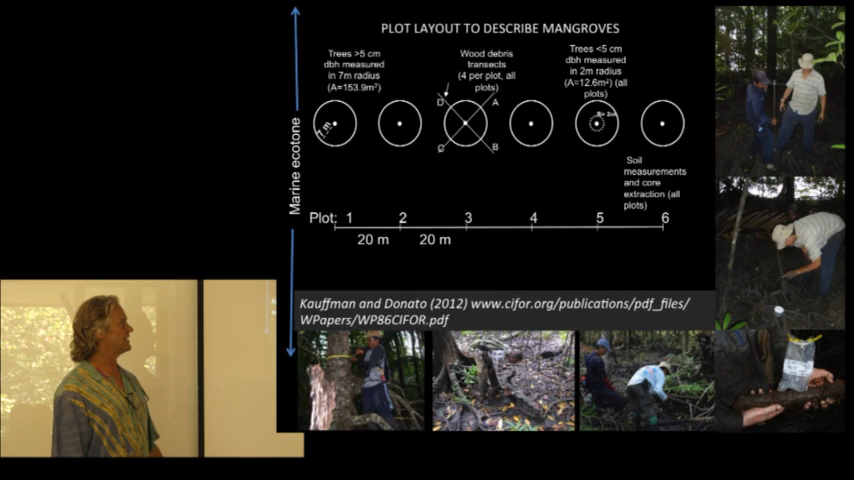 PLOT LAYOUT TO DESCRIBE MANGROVES
Trees >5 cm
dbh measured
in 7m radius
(A=153.9m²)
Wood debris
transects
(4 per plot, all
plots)
Trees <5 cm
dbh measured
in 2m radius
(A=12.6m²) (all
plots)
Marine ecotone
7 m
D
A
C
B
R= 2m
Soil
measurements
and core
extraction (all
plots)
Plot: 1 2 3 4 5 6
20 m 20 m
Kauffman and Donato (2012) www.cifor.org/publications/pdf_files/
WPapers/WP86CIFOR.pdf